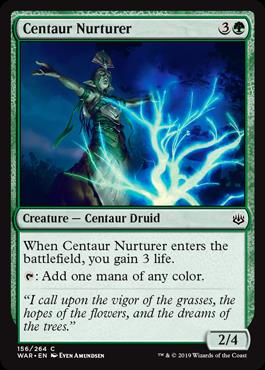 Centaur Nurturer 3
Creature — Centaur Druid
When Centaur Nurturer enters the
battlefield, you gain 3 life.
: Add one mana of any color.
“I call upon the vigor of the grasses, the
hopes of the flowers, and the dreams of
the trees.”
2/4
156/264 C
WAR • EN Even Amundsen
™ & © 2019 Wizards of the Coast